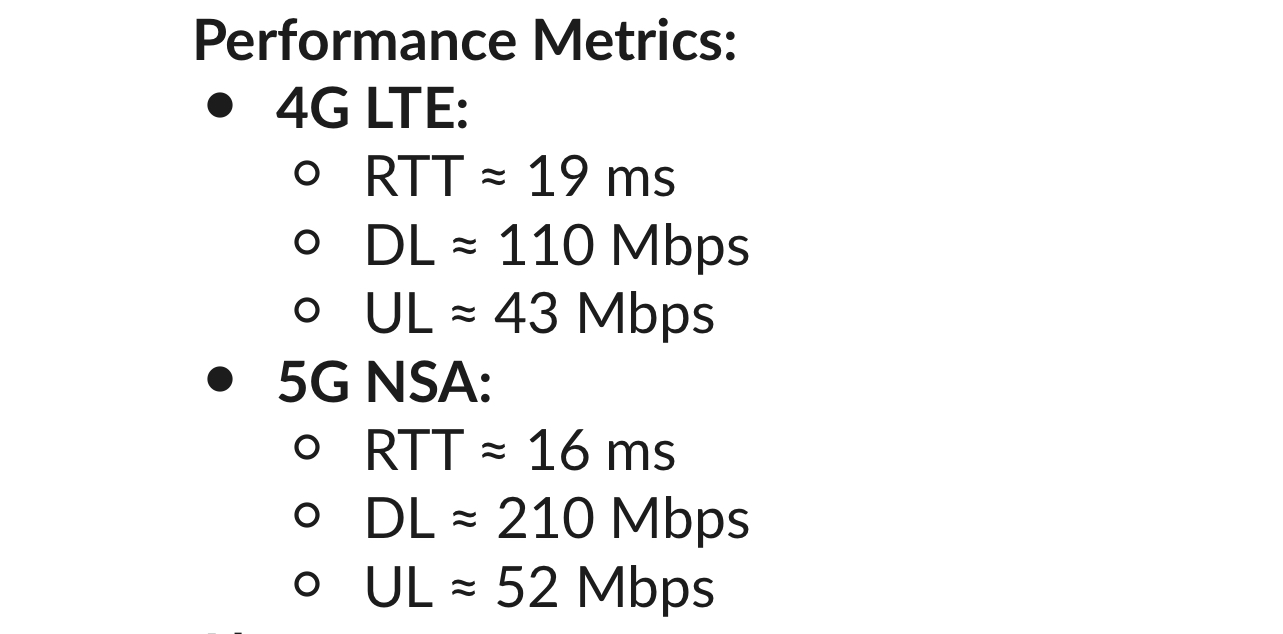 Performance Metrics:
● 4G LTE:
○ RTT ≈ 19 ms
○ DL ≈ 110 Mbps
○ UL ≈ 43 Mbps
● 5G NSA:
○ RTT ≈ 16 ms
○ DL ≈ 210 Mbps
○ UL ≈ 52 Mbps